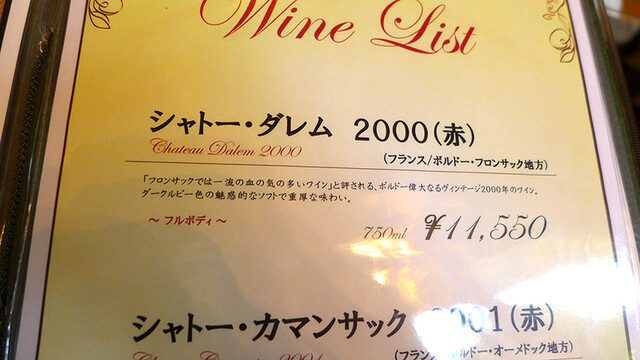 Wine List
シャトー・ダレム 2000(赤)
Chateau Dalem 2000 (フランス/ボルドー・フロンサック地方)
「フロンサックでは一流の血の気の多いワイン」と評される、ボルドー偉大なるヴィンテージ2000年のワイン。
ダークルビー色の魅惑的なソフトで重厚な味わい。
～フルボディ～
750ml ¥11,550
シャトー・カマンサック 2001(赤)
(フランス/ボルドー・オーメドック地方)